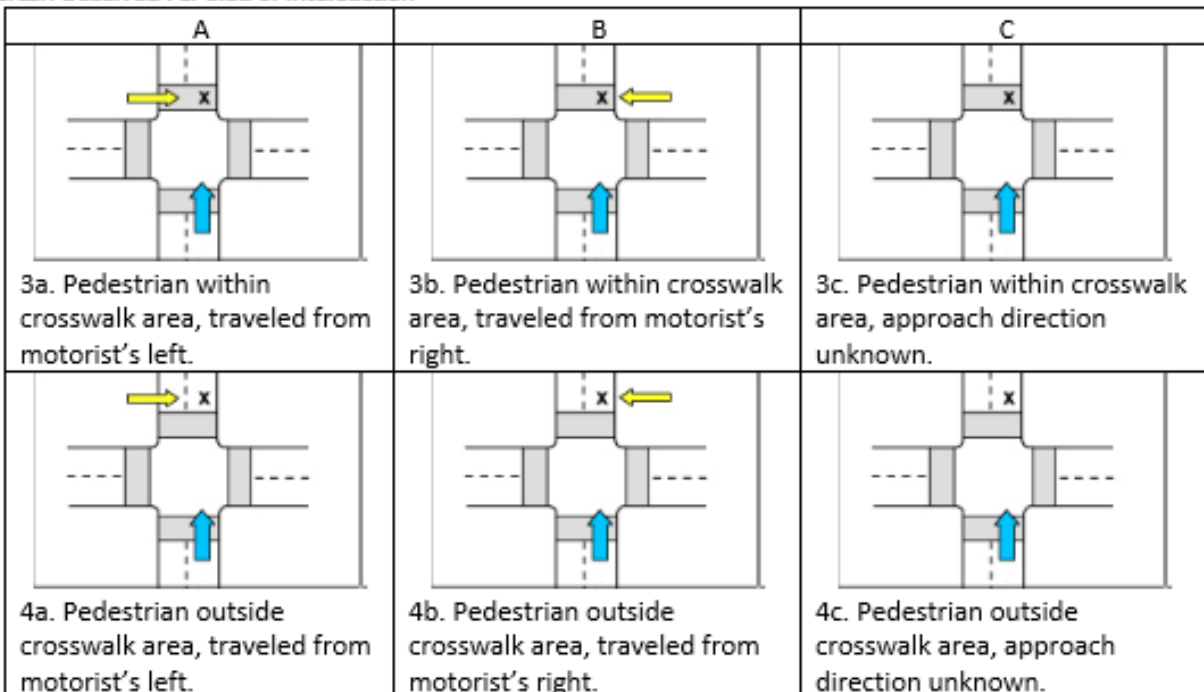 A
B
C
X
X
X
3a. Pedestrian within
crosswalk area, traveled from
motorist's left.
3b. Pedestrian within crosswalk
area, traveled from motorist's
right.
3c. Pedestrian within crosswalk
area, approach direction
unknown.
X
X
X
4a. Pedestrian outside
crosswalk area, traveled from
motorist's left.
4b. Pedestrian outside
crosswalk area, traveled from
motorist's right.
4c. Pedestrian outside
crosswalk area, approach
direction unknown.